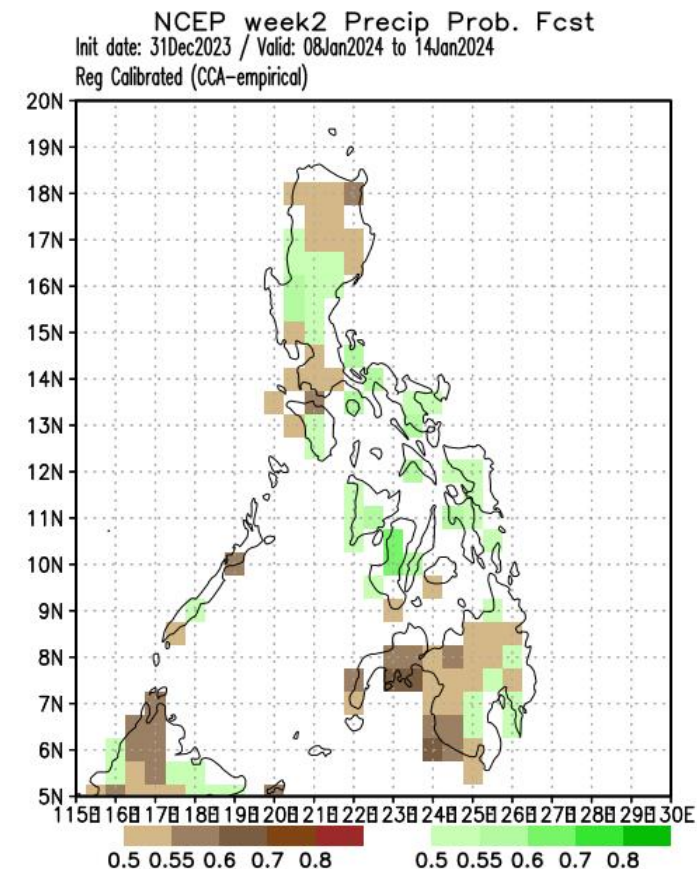 NCEP week2 Precip Prob. Fcst
Init date: 31Dec2023 / Valid: 08Jan2024 to 14Jan2024
Reg Calibrated (CCA-empirical)
20N
19N
18N
17N
16N
15N
14N
13N
12N
11N
10N
9N
8N
7N
6N
5N
115E 116E 117E 118E 119E 120E 121E 122E 123E 124E 125E 126E 127E 128E 129E 130E
0.5 0.55 0.6 0.7 0.8 0.5 0.55 0.6 0.7 0.8